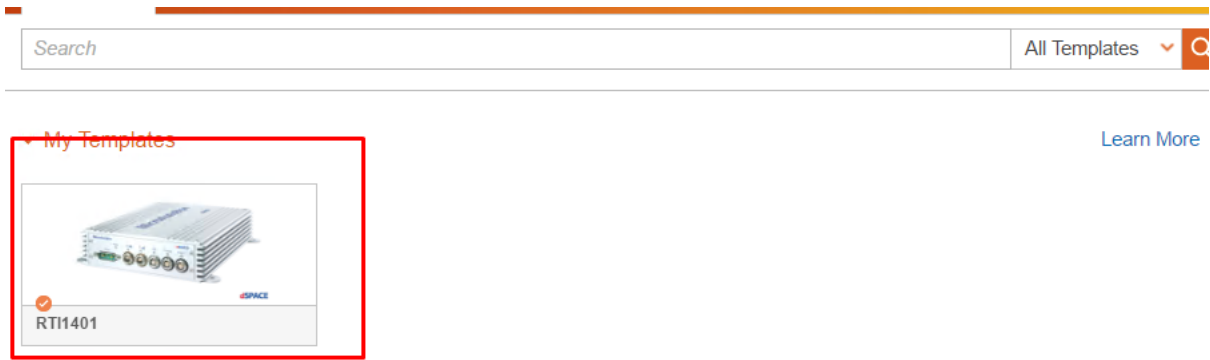 Search
All Templates
My Templates
Learn More
dSPACE
RTI1401